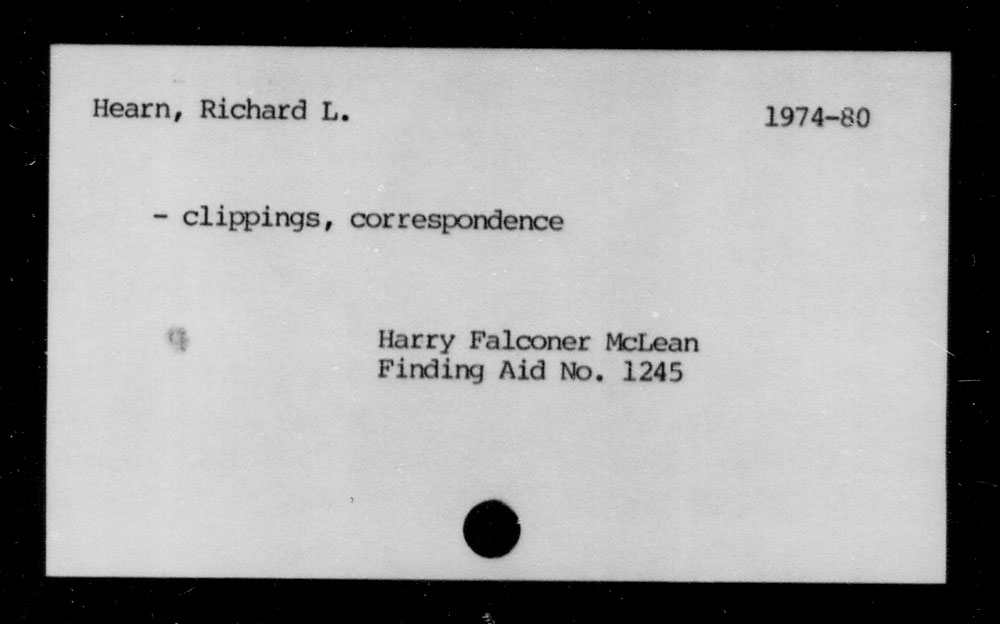 Hearn, Richard L. 1974-80
- clippings, correspondence
Harry Falconer McLean
Finding Aid No. 1245